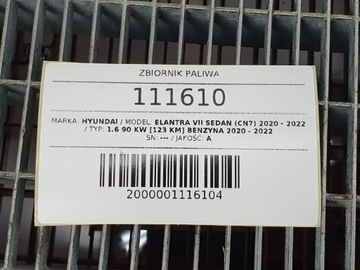 ZBIORNIK PALIWA
111610
MARKA: HYUNDAI / MODEL: ELANTRA VII SEDAN (CN7) 2020 - 2022
/ TYP: 1.6 90 KW [123 KM] BENZYNA 2020 - 2022
SN: --- / JAKOŚĆ: A
2000001116104